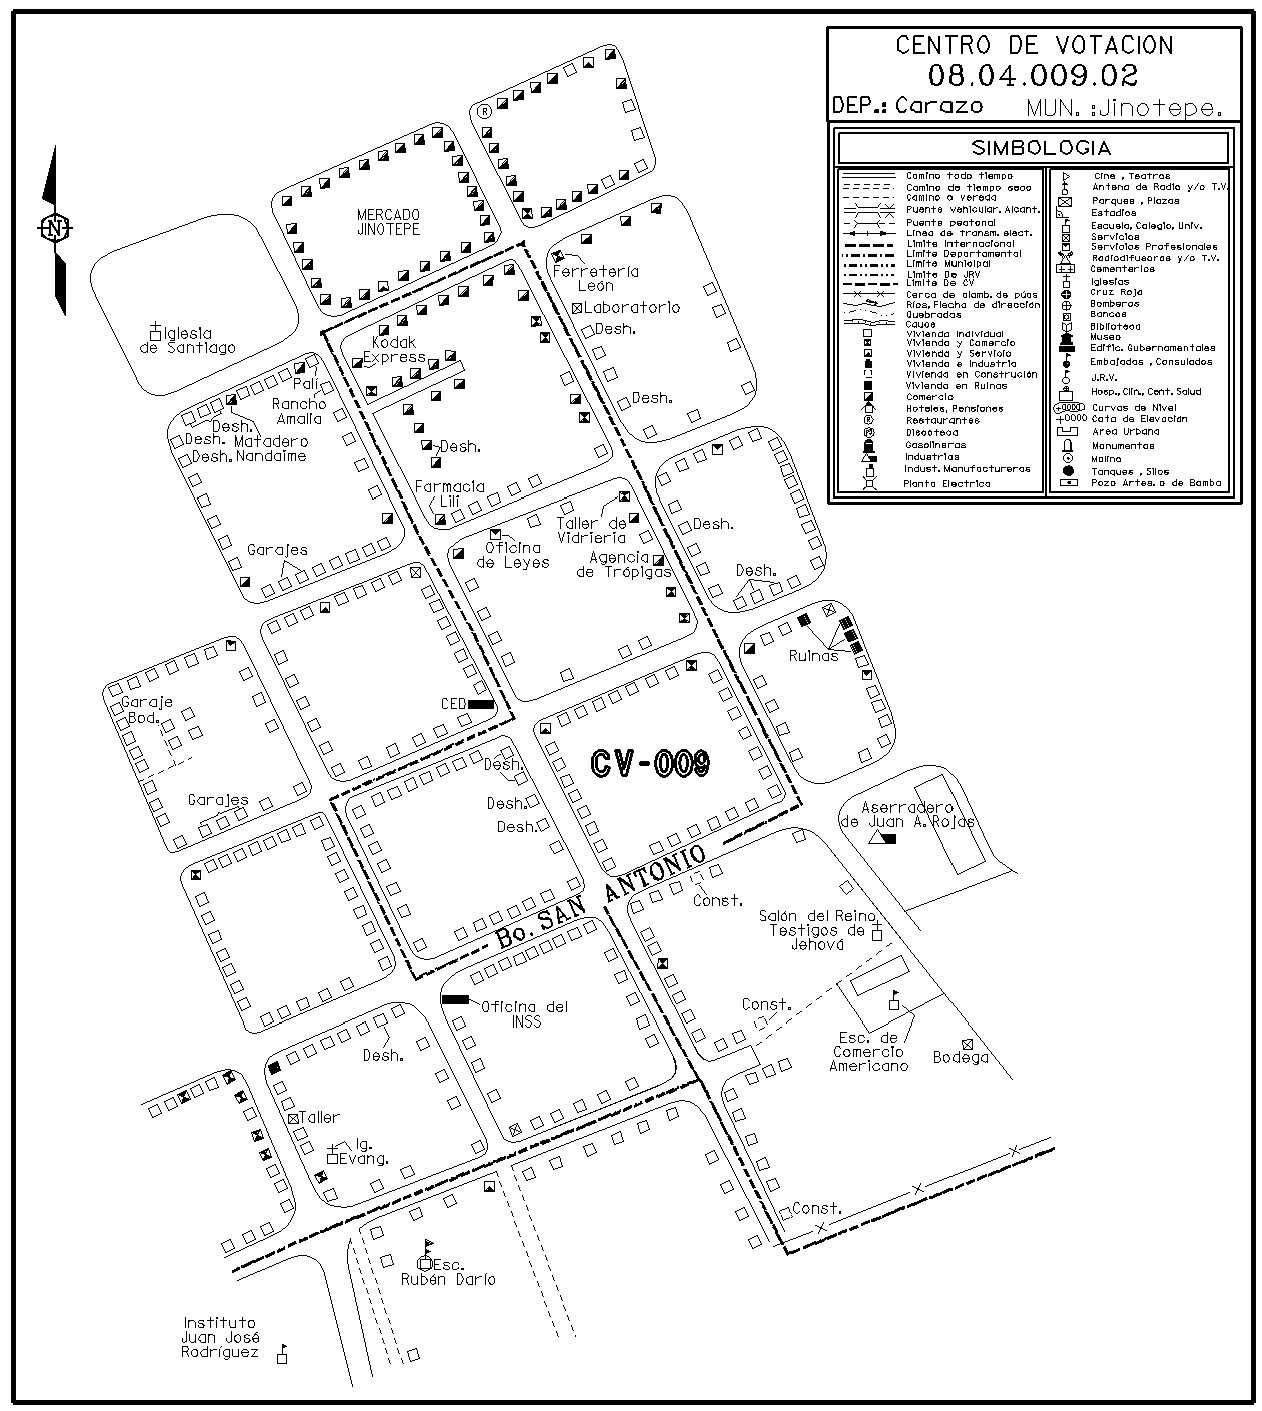 CENTRO DE VOTACION
08.04.009.02
DEP.: Carazo MUN. :Jinotepe.
SIMBOLOGIA
Camino todo tiempo
Camino de tiempo seco
Camino o vereda
Puente vehicular. Alcant.
Puente peatonal
Linea de transm. elect.
Limite Internacional
Limite Departamental
Limite Municipal
Limite De JRV
Limite De CV
Cerca de alamb. de púas
Ríos, Flecha de dirección
Quebradas
Cauce
Vivienda Individual
Vivienda y Comercio
Vivienda y Servicio
Vivienda e Industria
Vivienda en Construción
Vivienda en Ruinas
Comercio
Hoteles, Pensiones
Restaurantes
Discoteca
Gasolineras
Industrias
Indust. Manufactureras
Planta Electrica
Cine , Teatros
Antena de Radio y/o T.V.
Parques , Plazas
Estadios
Escuela, Colegio, Univ.
Servicios
Servicios Profesionales
Radiodifusoras y/o T.V.
Cementerios
Iglesias
Cruz Roja
Bomberos
Bancos
Biblioteca
Museo
Edific. Gubernamentales
Embajadas , Consulados
J.R.V.
Hosp., Clin., Cent. Salud
Curvas de Nivel
Cota de Elevación
Area Urbana
Monumentos
Molino
Tanques , Silos
Pozo Artes. o de Bomba
N
R
MERCADO
JINOTEPE
Ferretería
León
Laboratorio
Desh.
Iglesia
de Santiago
Kodak
Express
Palí
Rancho
Amalia
Desh.
Desh.
Desh.
Desh.
Matadero
Nandaime
Desh.
Farmacia
Lili
Taller de
Vidriería
Desh.
Oficina
de Leyes
Agencia
de Trópigas
Garajes
Desh.
Ruinas
CED
Garaje
Bod.
CV-009
Desh.
Desh.
Desh.
Garajes
Aserradero
de Juan A. Rojas
Bo. SAN ANTONIO
Const.
Salón del Reino
Testigos de
Jehová
Oficina del
INSS
Const.
Esc. de
Comercio
Americano
Bodega
Desh.
Taller
Ig.
Evang.
Const.
Esc.
Rubén Darío
Instituto
Juan José
Rodríguez